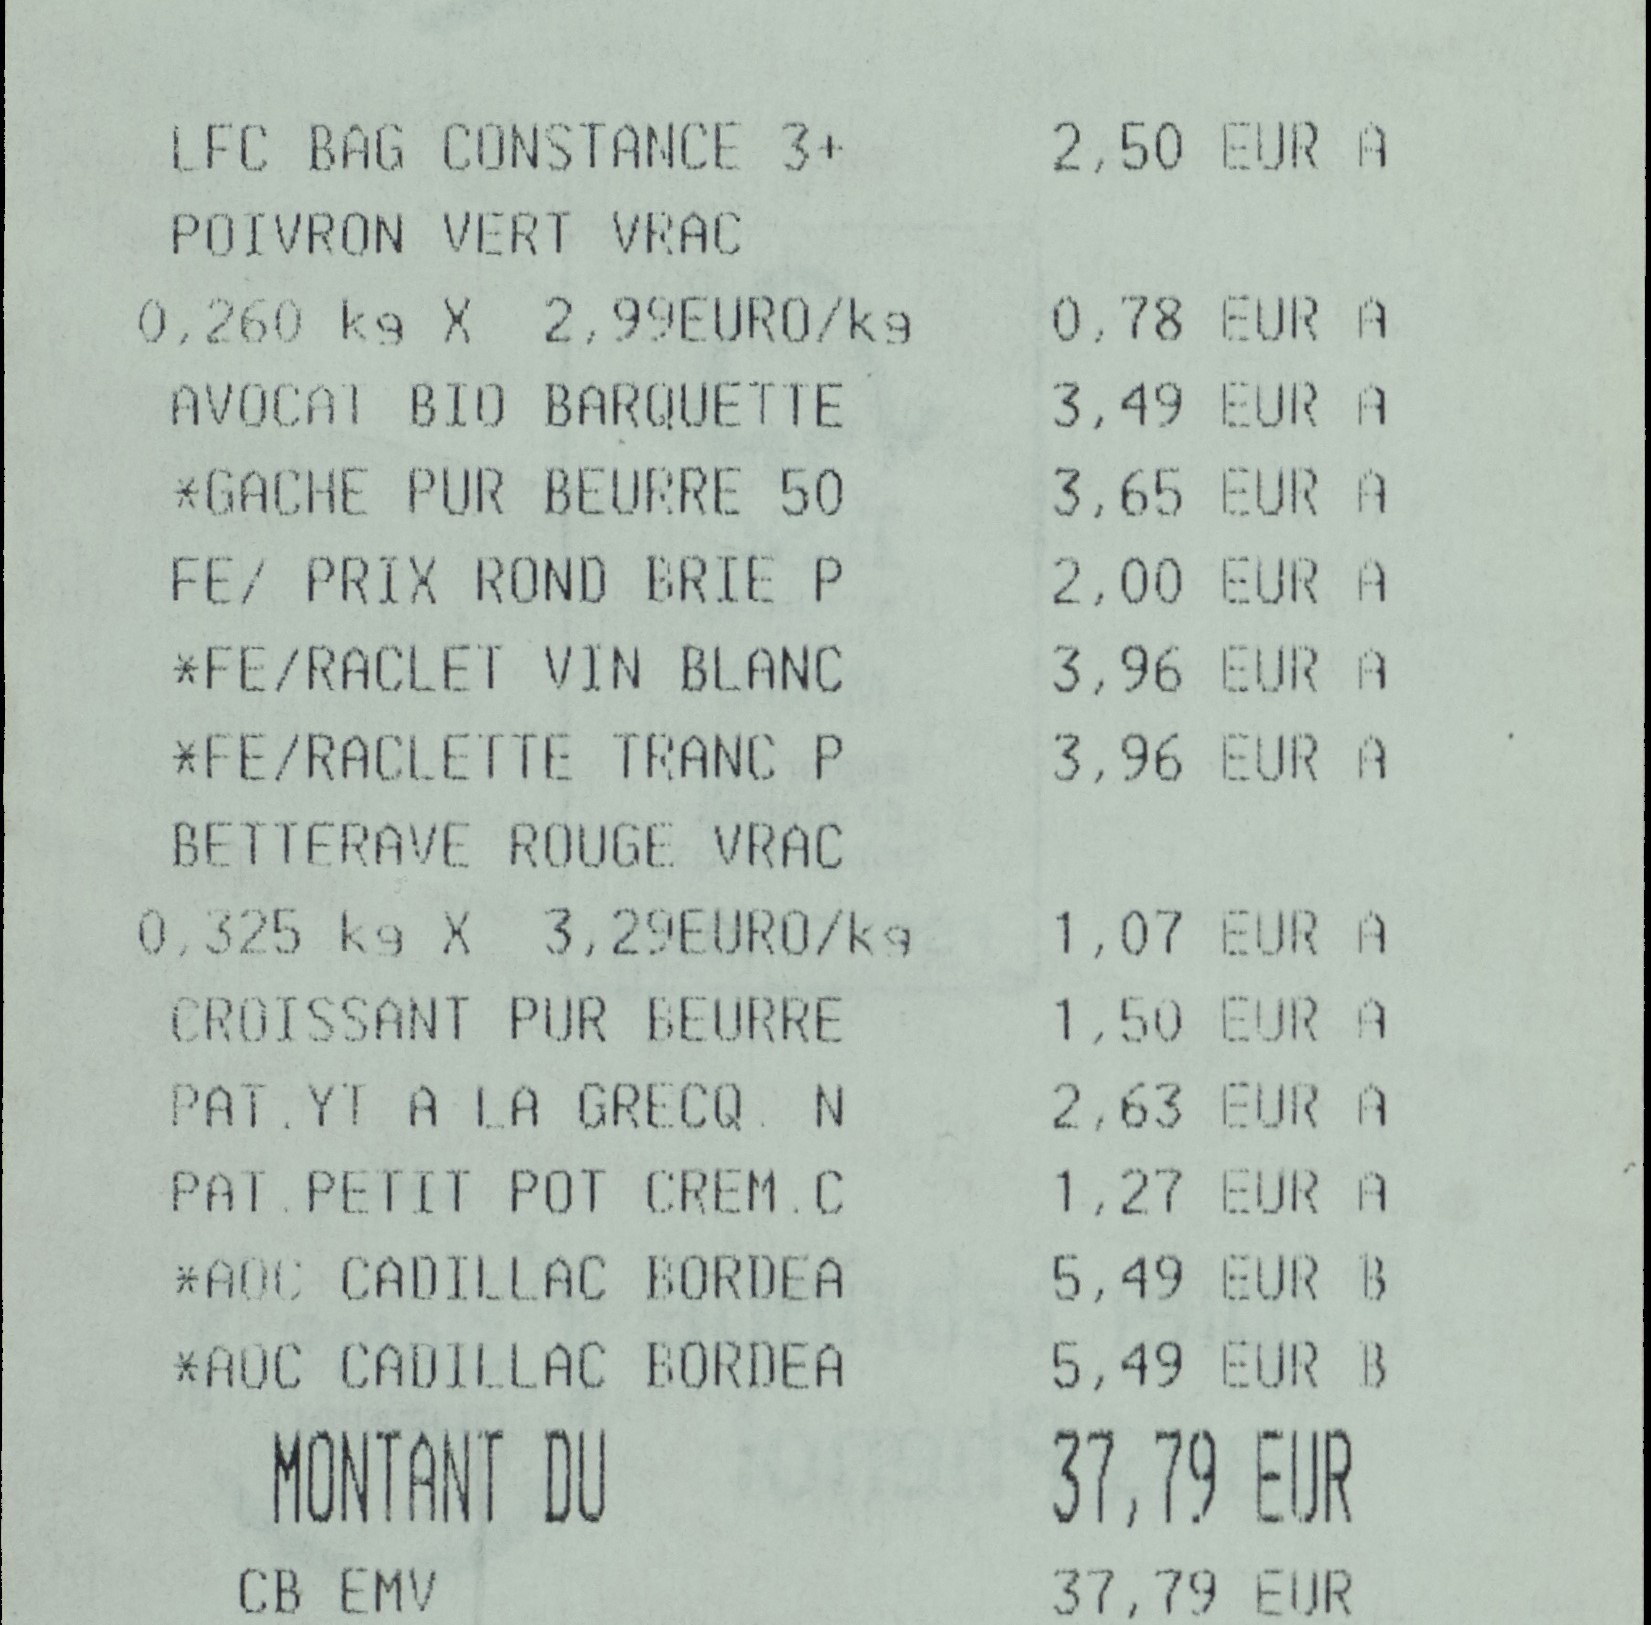 LFC BAG CONSTANCE 3+ 2,50 EUR A
POIVRON VERT VRAC
0,260 kg X 2,99EURO/kg 0,78 EUR A
AVOCAT BIO BARQUETTE 3,49 EUR A
*GACHE PUR BEURRE 50 3,65 EUR A
FE/ PRIX ROND BRIE P 2,00 EUR A
*FE/RACLET VIN BLANC 3,96 EUR A
*FE/RACLETTE TRANC P 3,96 EUR A
BETTERAVE ROUGE VRAC
0,325 kg X 3,29EURO/kg 1,07 EUR A
CROISSANT PUR BEURRE 1,50 EUR A
PAT.YT A LA GRECQ. N 2,63 EUR A
PAT.PETIT POT CREM.C 1,27 EUR A
*AOC CADILLAC BORDEA 5,49 EUR B
*AOC CADILLAC BORDEA 5,49 EUR B
MONTANT DU 37,79 EUR
CB EMV 37,79 EUR